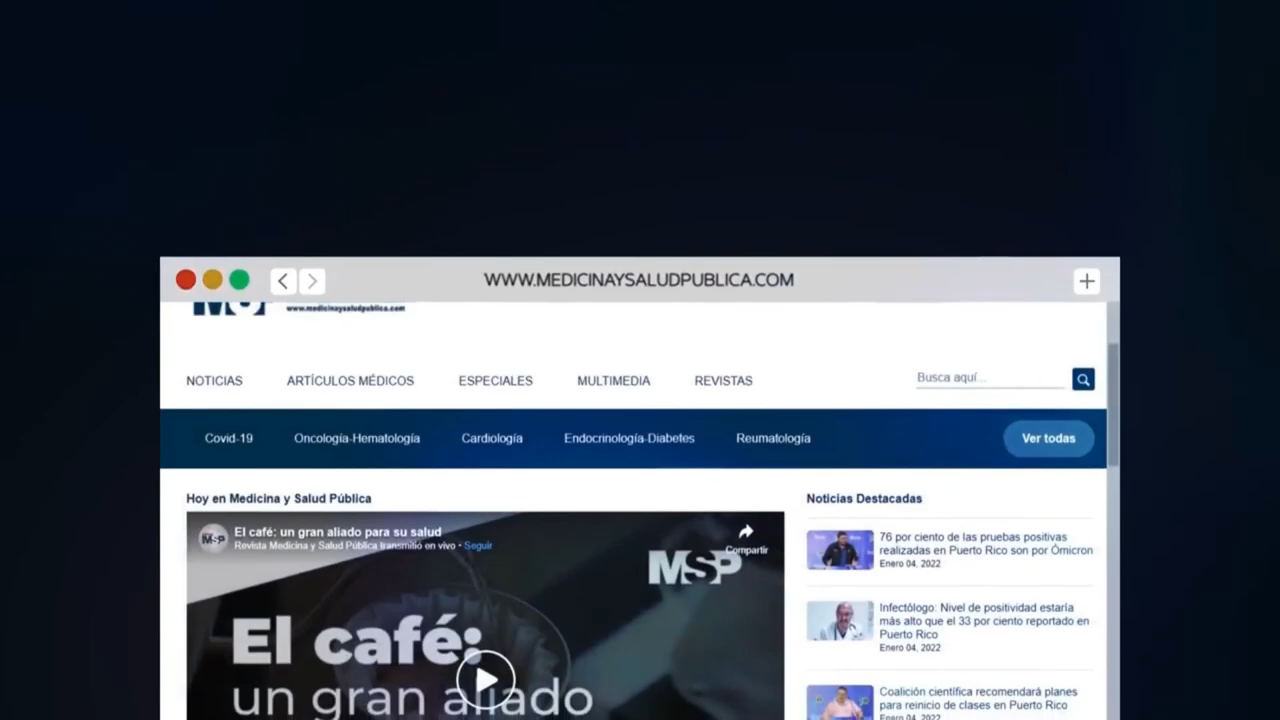 WWW.MEDICINAYSALUDPUBLICA.COM
www.medicinaysaludpublica.com
NOTICIAS ARTÍCULOS MÉDICOS ESPECIALES MULTIMEDIA REVISTAS Busca aquí...
Covid-19 Oncología-Hematología Cardiología Endocrinología-Diabetes Reumatología Ver todas
Hoy en Medicina y Salud Pública
MSP
El café: un gran aliado para su salud
Revista Medicina y Salud Pública transmitió en vivo • Seguir
Compartir
MSP
El café:
un gran aliado
Noticias Destacadas
76 por ciento de las pruebas positivas
realizadas en Puerto Rico son por Ómicron
Enero 04, 2022
Infectólogo: Nivel de positividad estaría
más alto que el 33 por ciento reportado en
Puerto Rico
Enero 04, 2022
Coalición científica recomendará planes
para reinicio de clases en Puerto Rico
Enero 04, 2022